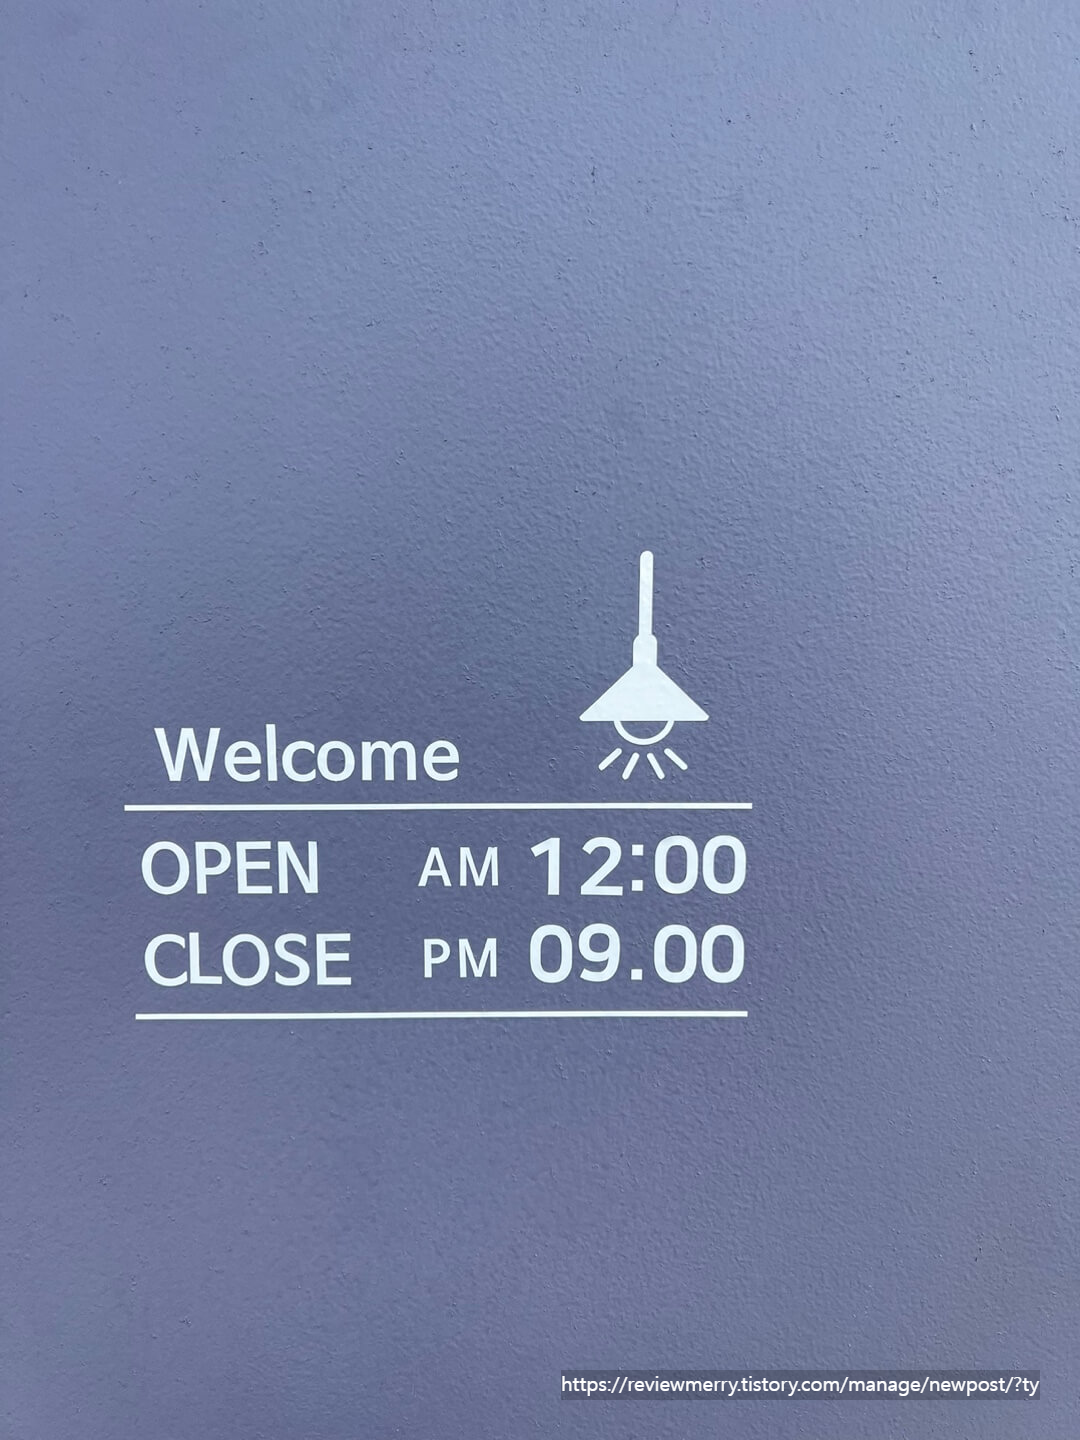 Welcome
OPEN AM 12:00
CLOSE PM 09.00
https://reviewmerry.tistory.com/manage/newpost/?ty